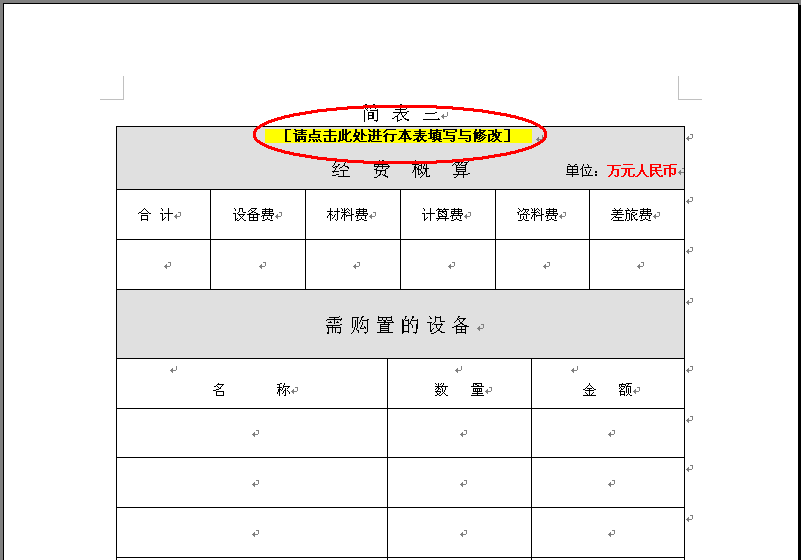 简 表 三
[请点击此处进行本表填写与修改]
经 费 概 算 单位：万元人民币
合 计 设备费 材料费 计算费 资料费 差旅费
需 购 置 的 设 备
名 称 数 量 金 额